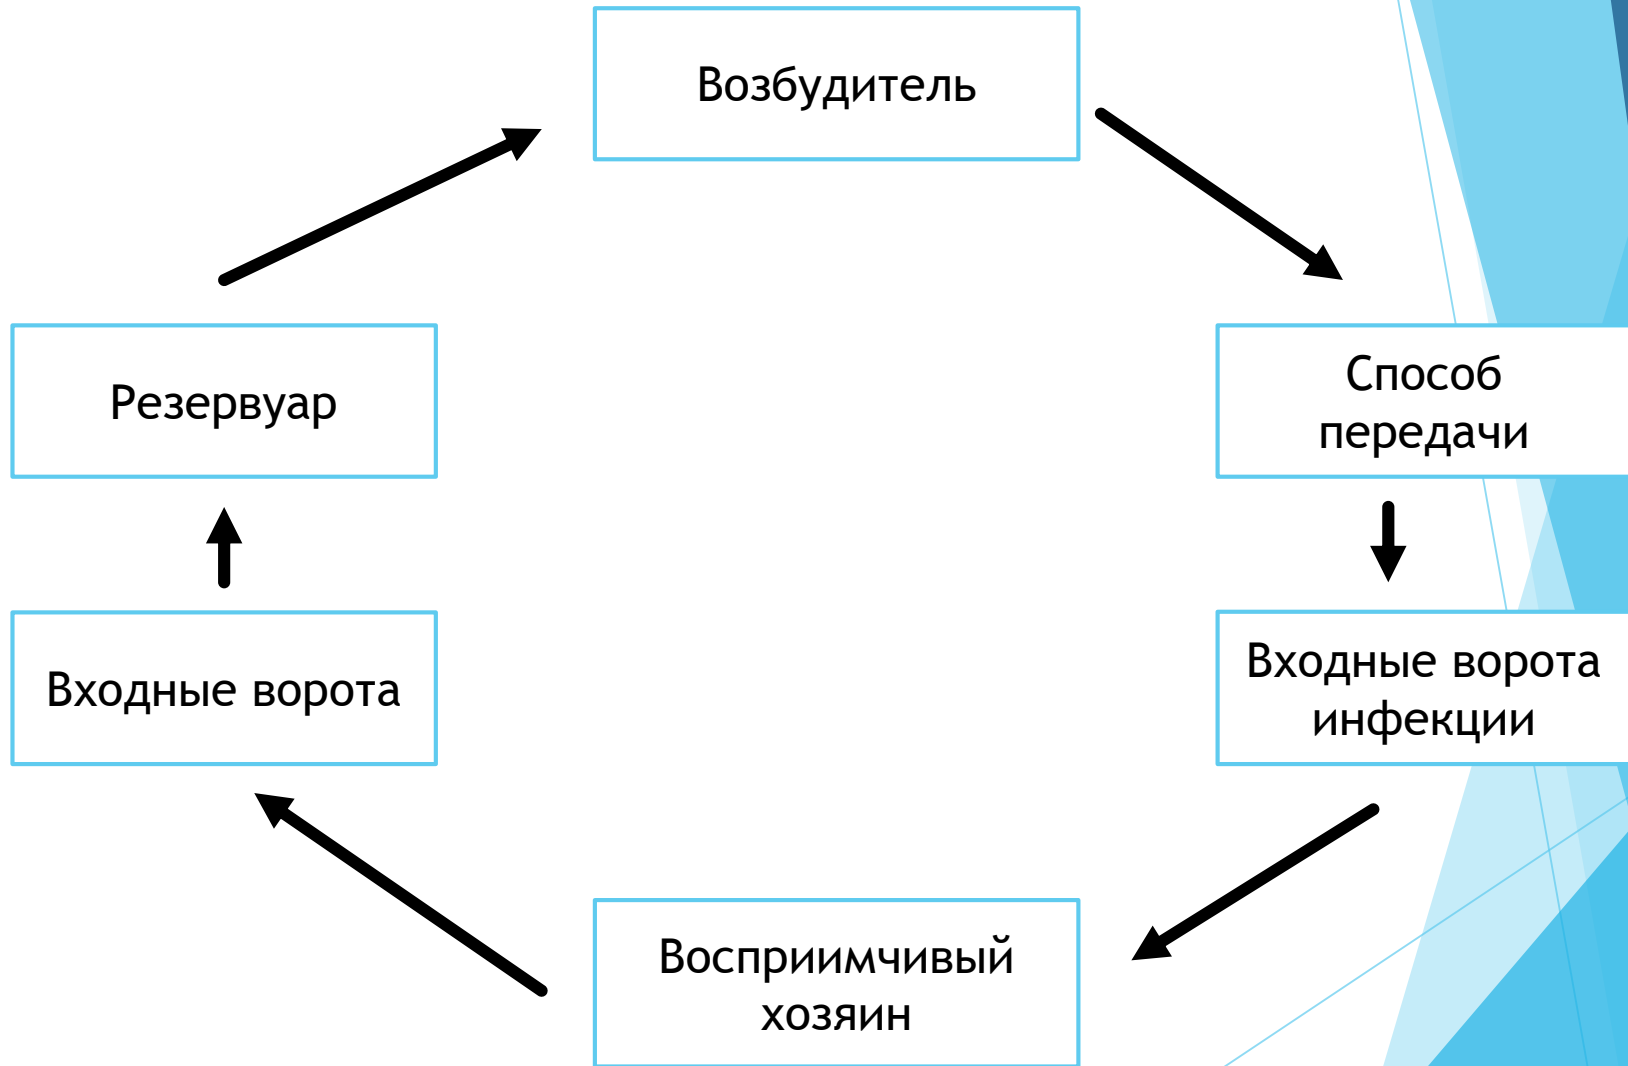 Возбудитель
Резервуар
Способ
передачи
Входные ворота
Входные ворота
инфекции
Восприимчивый
хозяин